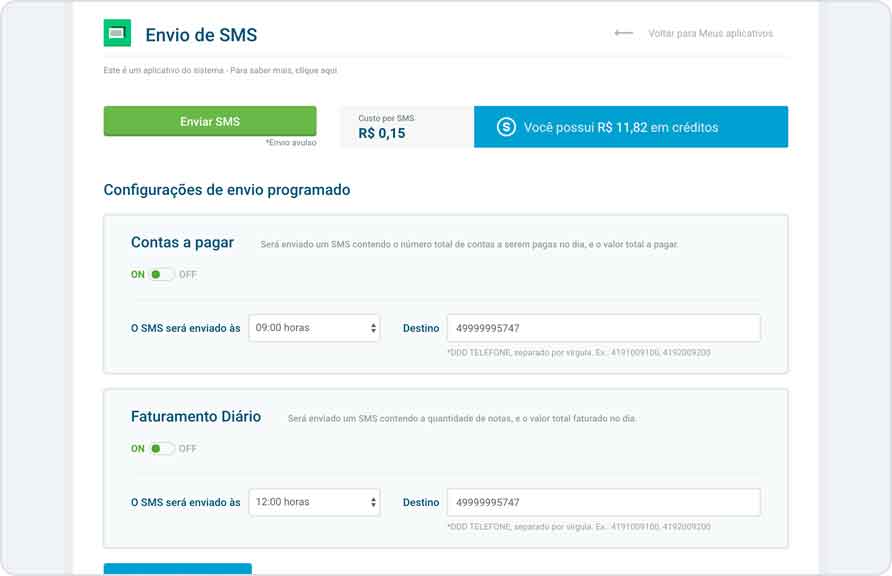 Envio de SMS
Voltar para Meus aplicativos
Este é um aplicativo do sistema - Para saber mais, clique aqui
Enviar SMS
*Envio avulso
Custo por SMS
R$ 0,15
S Você possui R$ 11,82 em créditos
Configurações de envio programado
Contas a pagar
Será enviado um SMS contendo o número total de contas a serem pagas no dia, e o valor total a pagar.
ON OFF
O SMS será enviado às 09:00 horas Destino 49999995747
*DDD TELEFONE, separado por vírgula. Ex.: 4191009100, 4192009200
Faturamento Diário
Será enviado um SMS contendo a quantidade de notas, e o valor total faturado no dia.
ON OFF
O SMS será enviado às 12:00 horas Destino 49999995747
*DDD TELEFONE, separado por vírgula. Ex.: 4191009100, 4192009200